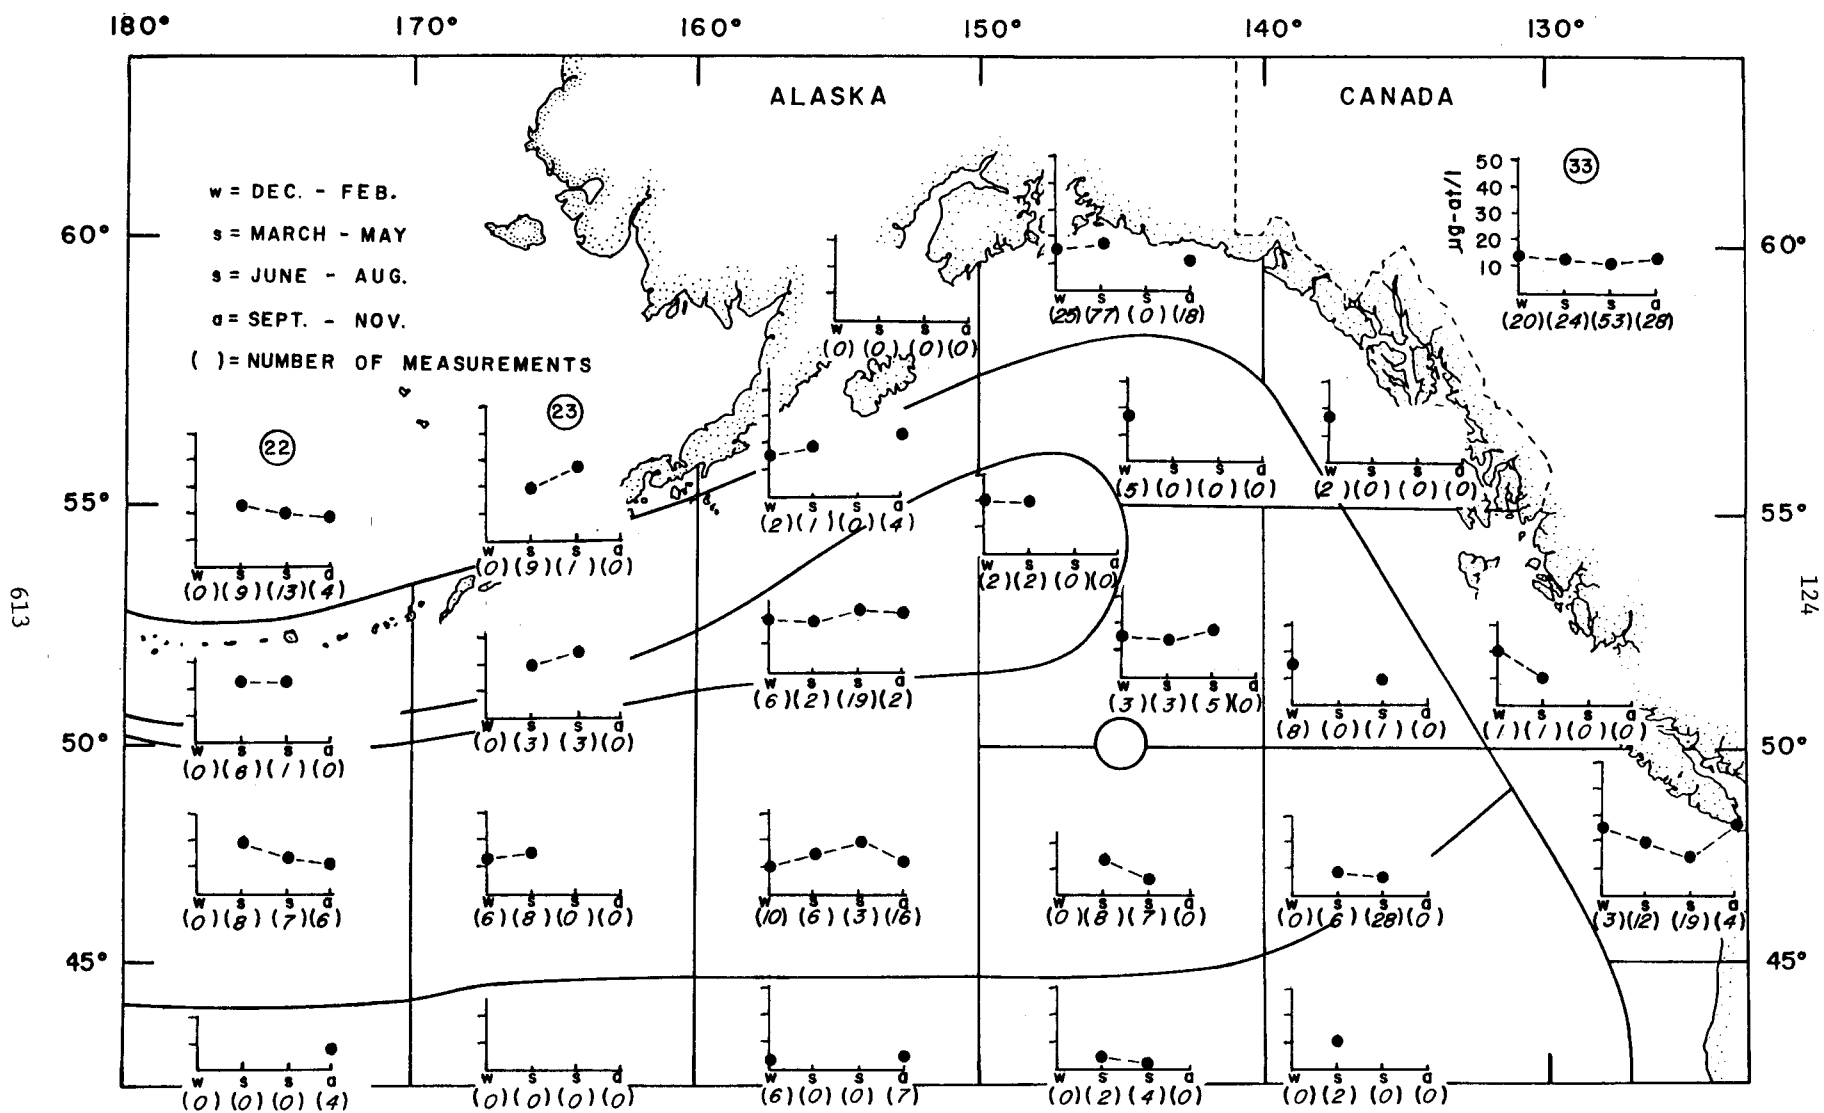 180° 170° 160° 150° 140° 130°
ALASKA CANADA
w = DEC. - FEB.
s = MARCH - MAY
s = JUNE - AUG.
a = SEPT. - NOV.
( ) = NUMBER OF MEASUREMENTS
33
µg-at/l
50
40
30
20
10
w s s a
(20)(24)(53)(28)
60° 60°
w s s a
(25)(77)(0)(18)
w s s a
(0)(0)(0)(0)
22
w s s a
(0)(9)(13)(4)
23
w s s a
(0)(9)(1)(0)
w s s a
(2)(1)(0)(4)
w s s a
(5)(0)(0)(0)
w s s a
(2)(0)(0)(0)
55° 55°
w s s a
(2)(2)(0)(0)
613
124
w s s a
(0)(6)(1)(0)
w s s a
(0)(3)(3)(0)
w s s a
(6)(2)(19)(2)
w s s a
(3)(3)(5)(0)
w s s a
(8)(0)(1)(0)
w s s a
(1)(1)(0)(0)
50° 50°
w s s a
(0)(8)(7)(6)
w s s a
(6)(8)(0)(0)
w s s a
(10)(6)(3)(16)
w s s a
(0)(8)(7)(0)
w s s a
(0)(6)(28)(0)
w s s a
(3)(12)(19)(4)
45° 45°
w s s a
(0)(0)(0)(4)
w s s a
(0)(0)(0)(0)
w s s a
(6)(0)(0)(7)
w s s a
(0)(2)(4)(0)
w s s a
(0)(2)(0)(0)